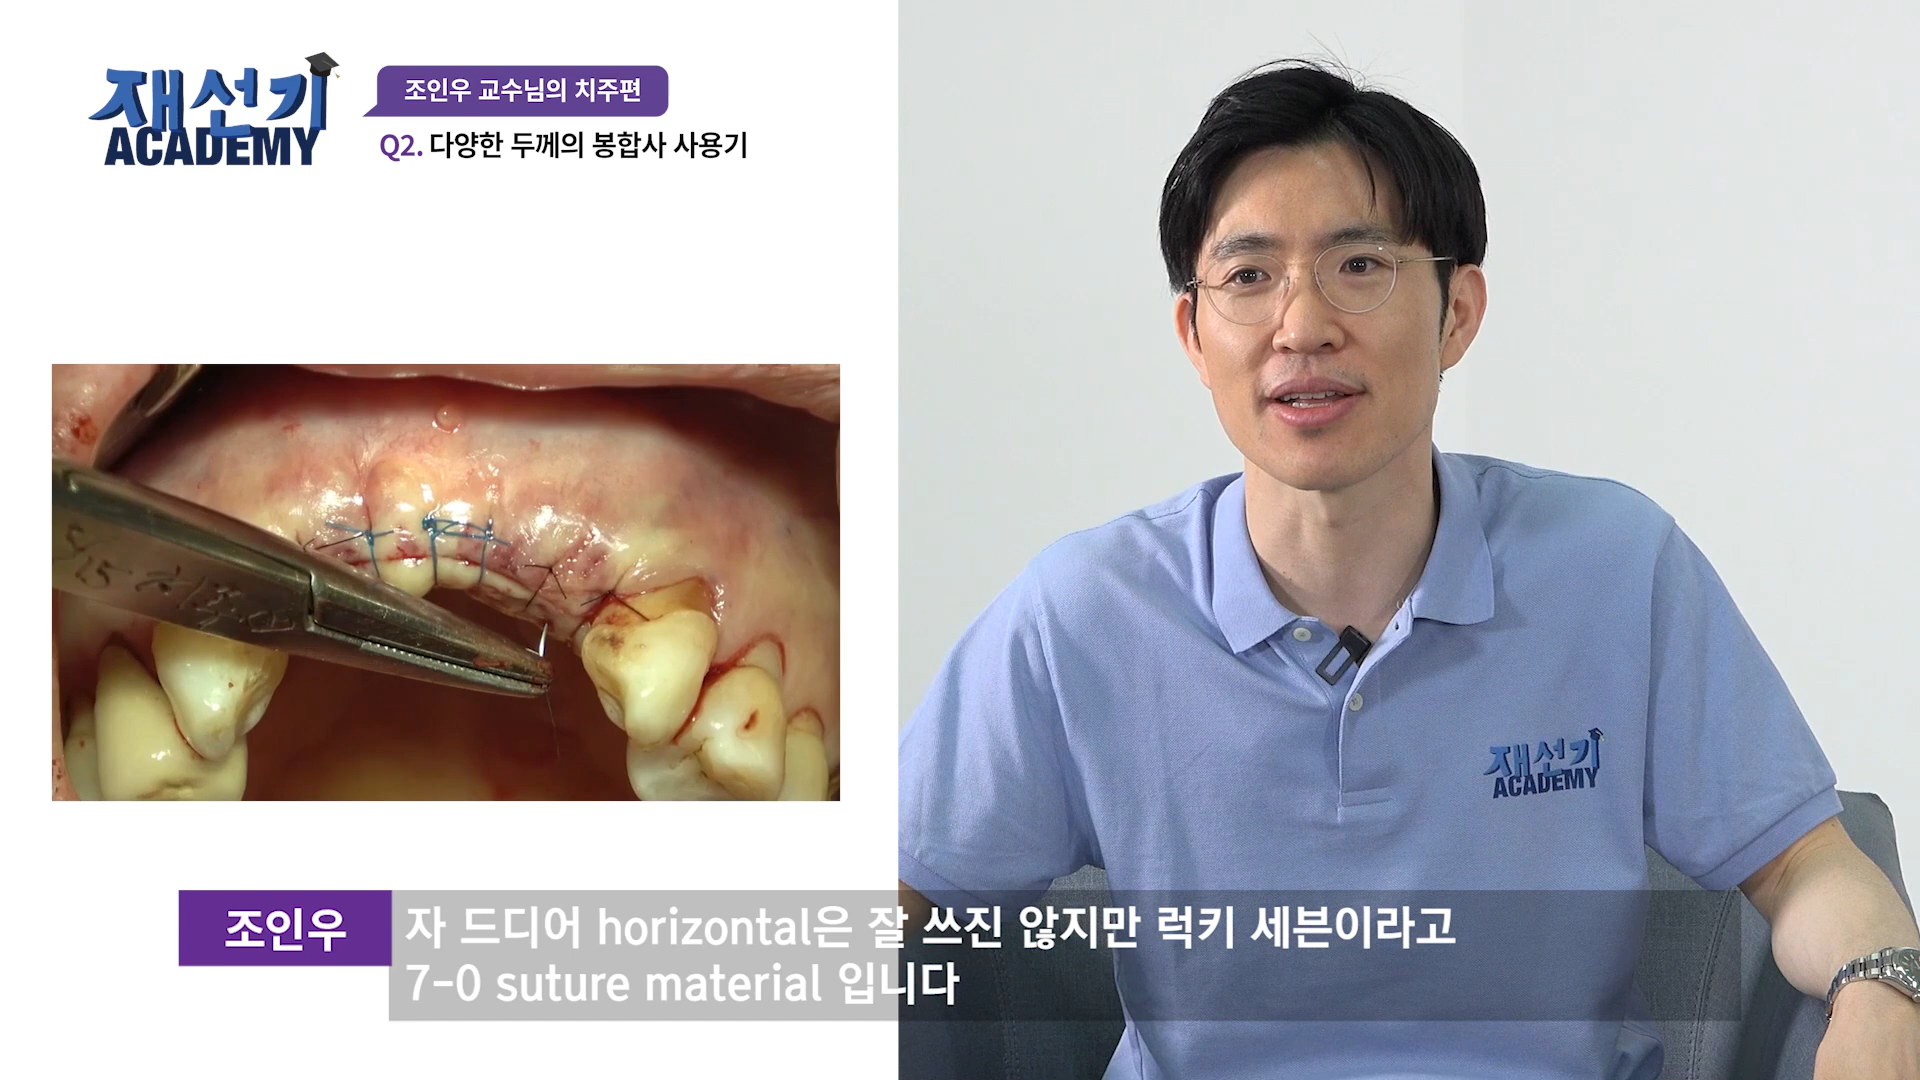 재선기
ACADEMY
조인우 교수님의 치주편
Q2. 다양한 두께의 봉합사 사용기
재선기
ACADEMY
조인우
자 드디어 horizontal은 잘 쓰진 않지만 럭키 세븐이라고
7-0 suture material 입니다